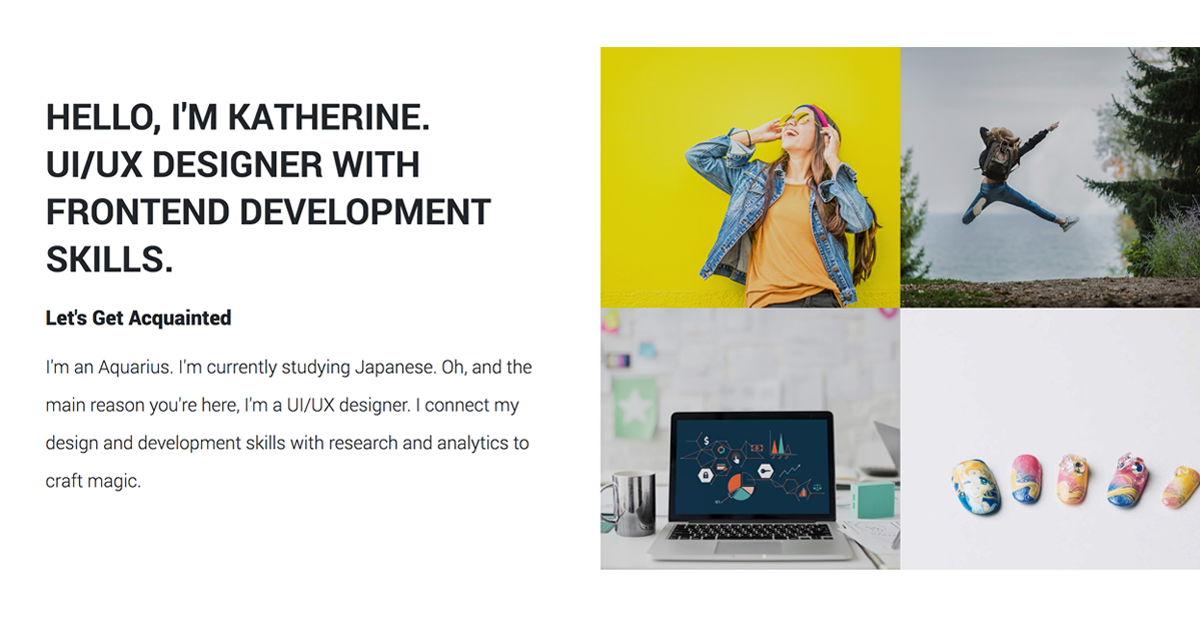 HELLO, I'M KATHERINE.
UI/UX DESIGNER WITH
FRONTEND DEVELOPMENT
SKILLS.
Let's Get Acquainted
I'm an Aquarius. I'm currently studying Japanese. Oh, and the
main reason you're here, I'm a UI/UX designer. I connect my
design and development skills with research and analytics to
craft magic.
$